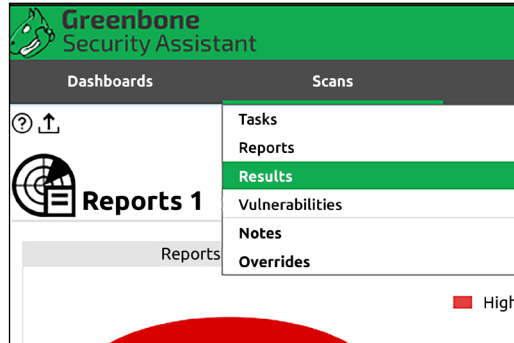 Greenbone
Security Assistant
Dashboards
Scans
Tasks
Reports
Results
Vulnerabilities
Notes
Overrides
Reports 1
Reports
High